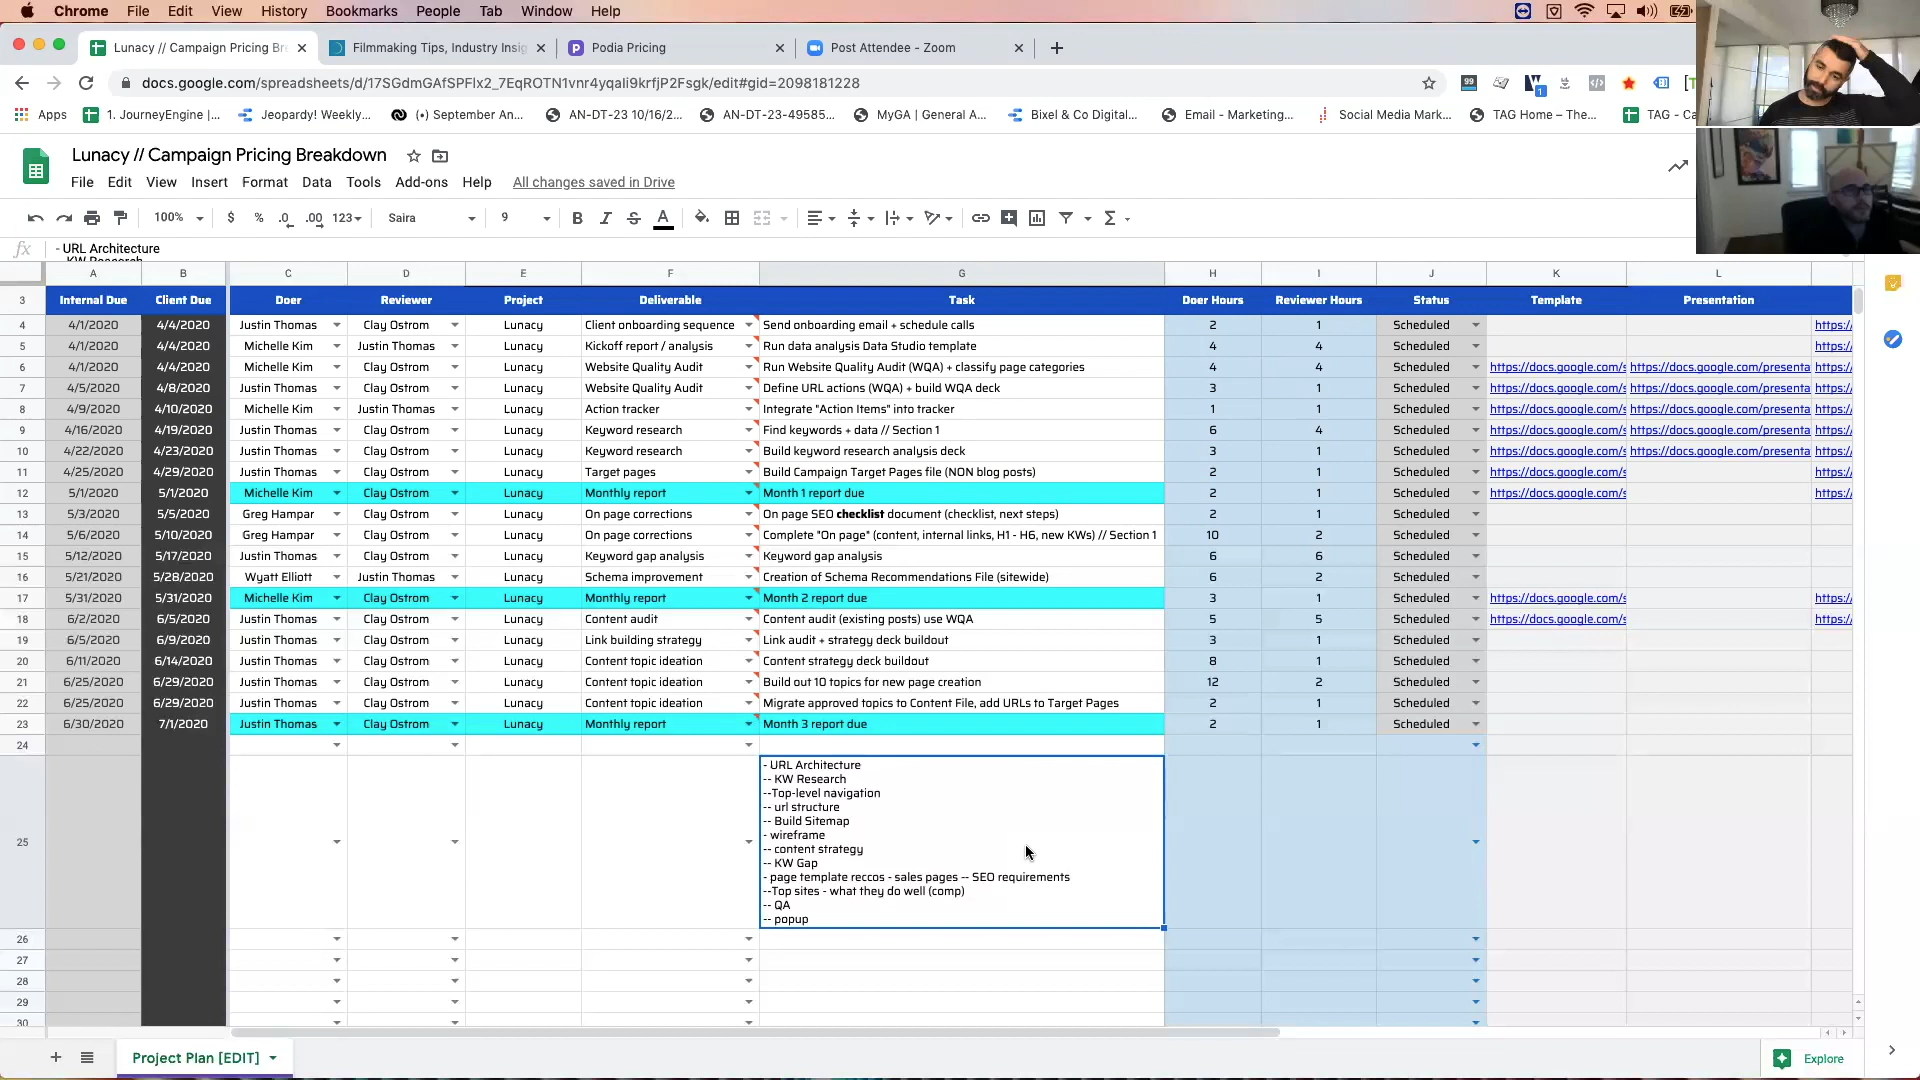 Chrome File Edit View History Bookmarks People Tab Window Help
Lunacy // Campaign Pricing Bre
Filmmaking Tips, Industry Insig
Podia Pricing
Post Attendee - Zoom
docs.google.com/spreadsheets/d/17SGdmGAfSPFlx2_7EqROTN1vnr4yqaIi9krfjP2Fsgk/edit#gid=2098181228
Apps 1. JourneyEngine |... Jeopardy! Weekly... (•) September An... AN-DT-23 10/16/2... AN-DT-23-49585... MyGA | General A... Bixel & Co Digital... Email - Marketing... Social Media Mark... TAG Home – The... TAG - Ca
Lunacy // Campaign Pricing Breakdown
File Edit View Insert Format Data Tools Add-ons Help All changes saved in Drive
100% $ % .0 .00 123 Saira 9 B I S A
fx - URL Architecture
A B C D E F G H I J K L
3 Internal Due Client Due Doer Reviewer Project Deliverable Task Doer Hours Reviewer Hours Status Template Presentation
4 4/1/2020 4/4/2020 Justin Thomas Clay Ostrom Lunacy Client onboarding sequence Send onboarding email + schedule calls 2 1 Scheduled https:/
5 4/1/2020 4/4/2020 Michelle Kim Justin Thomas Lunacy Kickoff report / analysis Run data analysis Data Studio template 4 4 Scheduled https:/
6 4/1/2020 4/4/2020 Michelle Kim Clay Ostrom Lunacy Website Quality Audit Run Website Quality Audit (WQA) + classify page categories 4 4 Scheduled https://docs.google.com/s https://docs.google.com/presenta https:/
7 4/5/2020 4/8/2020 Justin Thomas Clay Ostrom Lunacy Website Quality Audit Define URL actions (WQA) + build WQA deck 3 1 Scheduled https://docs.google.com/s https://docs.google.com/presenta https:/
8 4/9/2020 4/10/2020 Michelle Kim Justin Thomas Lunacy Action tracker Integrate "Action Items" into tracker 1 1 Scheduled https://docs.google.com/s https://docs.google.com/presenta https:/
9 4/16/2020 4/19/2020 Justin Thomas Clay Ostrom Lunacy Keyword research Find keywords + data // Section 1 6 4 Scheduled https://docs.google.com/s https://docs.google.com/presenta https:/
10 4/22/2020 4/23/2020 Justin Thomas Clay Ostrom Lunacy Keyword research Build keyword research analysis deck 3 1 Scheduled https://docs.google.com/s https://docs.google.com/presenta https:/
11 4/25/2020 4/29/2020 Justin Thomas Clay Ostrom Lunacy Target pages Build Campaign Target Pages file (NON blog posts) 2 1 Scheduled https://docs.google.com/s https:/
12 5/1/2020 5/1/2020 Michelle Kim Clay Ostrom Lunacy Monthly report Month 1 report due 2 1 Scheduled https://docs.google.com/s https:/
13 5/3/2020 5/5/2020 Greg Hampar Clay Ostrom Lunacy On page corrections On page SEO checklist document (checklist, next steps) 2 1 Scheduled
14 5/6/2020 5/10/2020 Greg Hampar Clay Ostrom Lunacy On page corrections Complete "On page" (content, internal links, H1 - H6, new KWs) // Section 1 10 2 Scheduled
15 5/12/2020 5/17/2020 Justin Thomas Clay Ostrom Lunacy Keyword gap analysis Keyword gap analysis 6 6 Scheduled
16 5/21/2020 5/28/2020 Wyatt Elliott Justin Thomas Lunacy Schema improvement Creation of Schema Recommendations File (sitewide) 6 2 Scheduled
17 5/31/2020 5/31/2020 Michelle Kim Clay Ostrom Lunacy Monthly report Month 2 report due 3 1 Scheduled https://docs.google.com/s https:/
18 6/2/2020 6/5/2020 Justin Thomas Clay Ostrom Lunacy Content audit Content audit (existing posts) use WQA 5 5 Scheduled https://docs.google.com/s https:/
19 6/5/2020 6/9/2020 Justin Thomas Clay Ostrom Lunacy Link building strategy Link audit + strategy deck buildout 3 1 Scheduled
20 6/11/2020 6/14/2020 Justin Thomas Clay Ostrom Lunacy Content topic ideation Content strategy deck buildout 8 1 Scheduled
21 6/25/2020 6/29/2020 Justin Thomas Clay Ostrom Lunacy Content topic ideation Build out 10 topics for new page creation 12 2 Scheduled
22 6/25/2020 6/29/2020 Justin Thomas Clay Ostrom Lunacy Content topic ideation Migrate approved topics to Content File, add URLs to Target Pages 2 1 Scheduled
23 6/30/2020 7/1/2020 Justin Thomas Clay Ostrom Lunacy Monthly report Month 3 report due 2 1 Scheduled
24
25
- URL Architecture
-- KW Research
--Top-level navigation
-- url structure
-- Build Sitemap
- wireframe
-- content strategy
-- KW Gap
- page template reccos - sales pages -- SEO requirements
--Top sites - what they do well (comp)
-- QA
-- popup
26
27
28
29
30
Project Plan [EDIT]
Explore